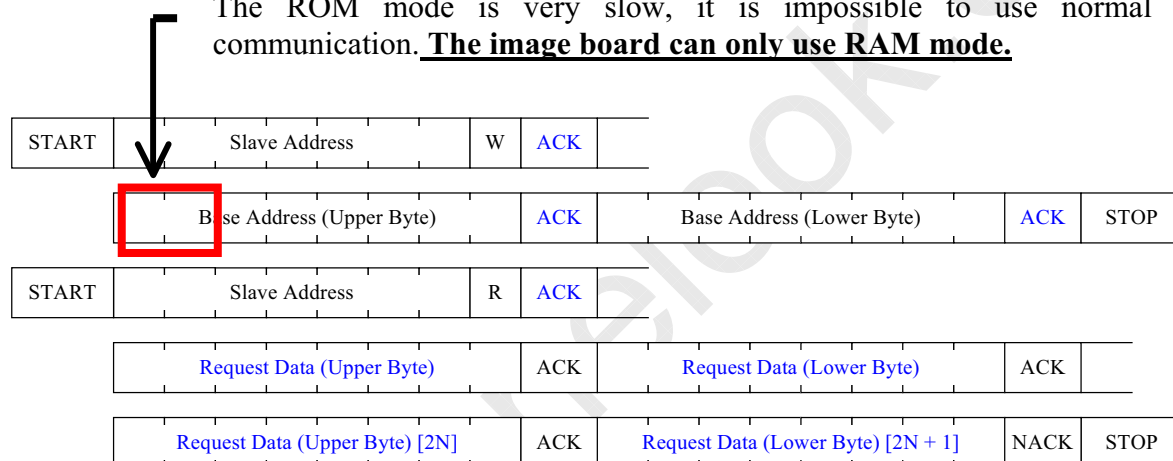 The ROM mode is very slow, it is impossible to use normal
communication. The image board can only use RAM mode.
START Slave Address W ACK
Base Address (Upper Byte) ACK Base Address (Lower Byte) ACK STOP
START Slave Address R ACK
Request Data (Upper Byte) ACK Request Data (Lower Byte) ACK
Request Data (Upper Byte) [2N] ACK Request Data (Lower Byte) [2N + 1] NACK STOP